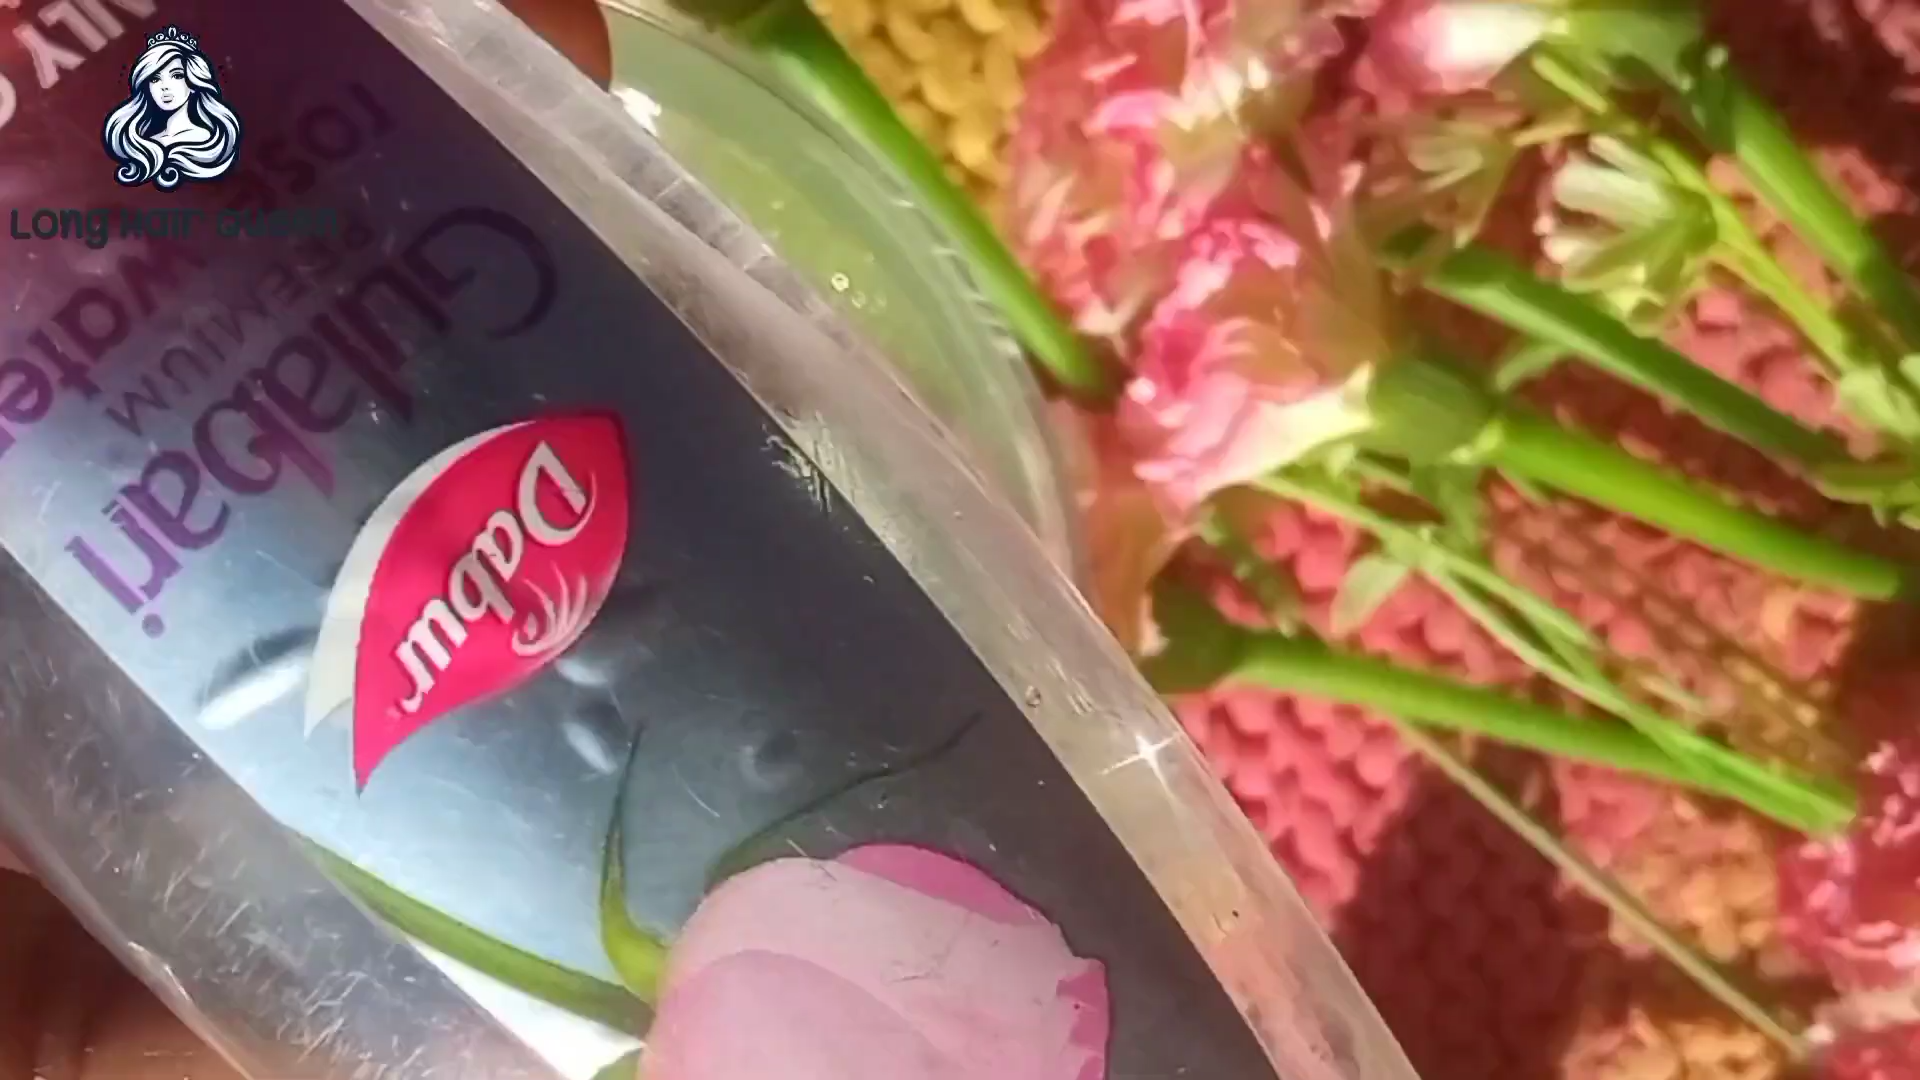 LONG HAIR QUEEN
Dabur
Gulabari
PREMIUM
rose water